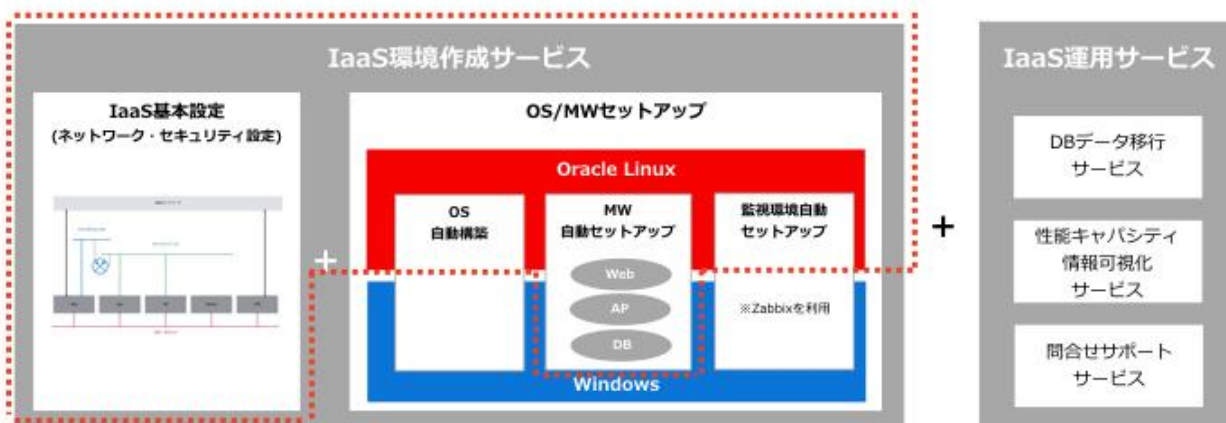 IaaS環境作成サービス
IaaS基本設定
(ネットワーク・セキュリティ設定)
+
OS/MWセットアップ
Oracle Linux
OS
自動構築
MW
自動セットアップ
Web
AP
DB
監視環境自動
セットアップ
※Zabbixを利用
Windows
+
IaaS運用サービス
DBデータ移行
サービス
性能キャパシティ
情報可視化
サービス
問合せサポート
サービス